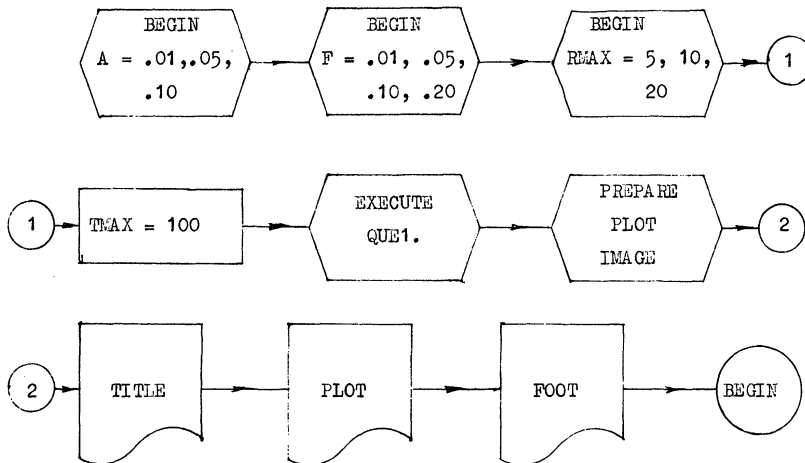 BEGIN
A = .01,.05,
.10
BEGIN
F = .01, .05,
.10, .20
BEGIN
RMAX = 5, 10,
20
1
1
TMAX = 100
EXECUTE
QUE1.
PREPARE
PLOT
IMAGE
2
2
TITLE
PLOT
FOOT
BEGIN